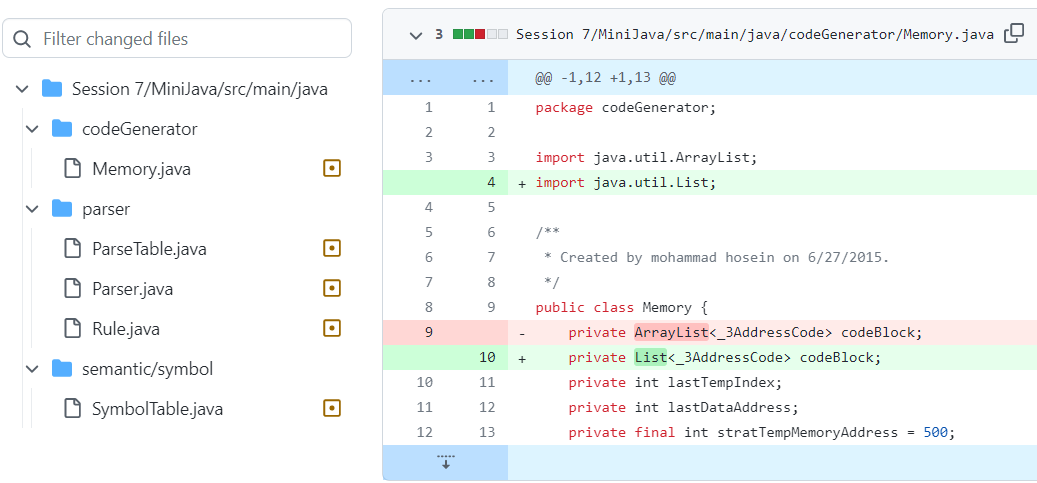 Filter changed files
Session 7/MiniJava/src/main/java
codeGenerator
Memory.java
parser
ParseTable.java
Parser.java
Rule.java
semantic/symbol
SymbolTable.java
3 Session 7/MiniJava/src/main/java/codeGenerator/Memory.java
... ... @@ -1,12 +1,13 @@
1 1 package codeGenerator;
2 2
3 3 import java.util.ArrayList;
4 + import java.util.List;
4 5
5 6 /**
6 7 * Created by mohammad hosein on 6/27/2015.
7 8 */
8 9 public class Memory {
9 - private ArrayList<_3AddressCode> codeBlock;
10 + private List<_3AddressCode> codeBlock;
10 11 private int lastTempIndex;
11 12 private int lastDataAddress;
12 13 private final int stratTempMemoryAddress = 500;